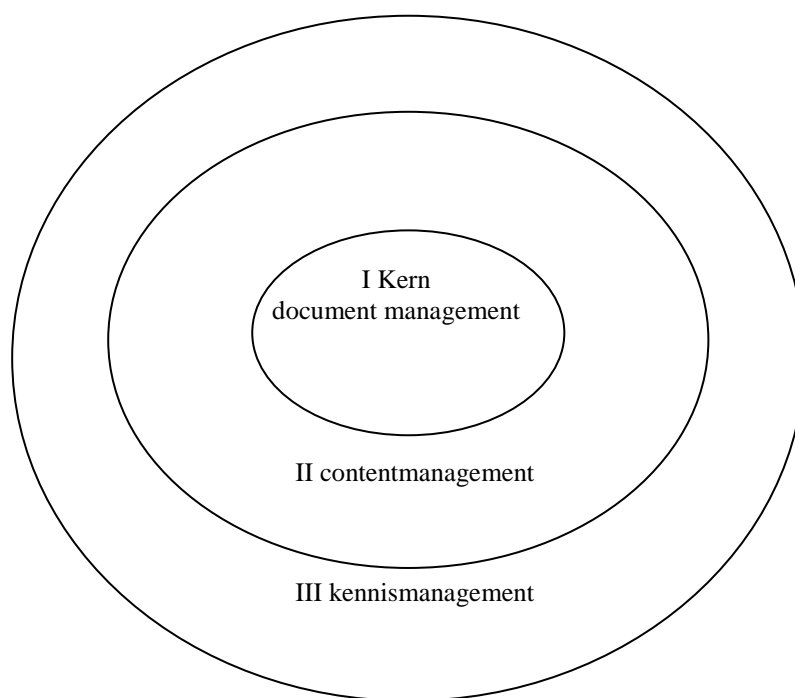 I Kern
document management
II contentmanagement
III kennismanagement